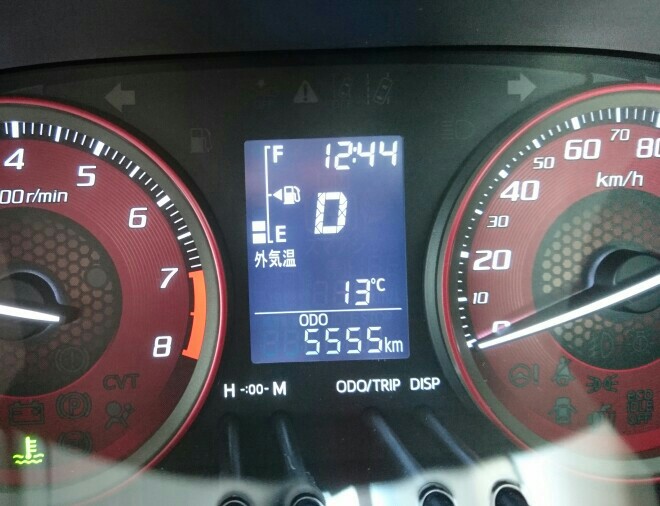 F 12:44
D
E
外気温
13°C
ODO
5555km
H -:00- M ODO/TRIP DISP
4
5
6
7
8
00r/min
CVT
0
10
20
30
40
50
60
70
80
km/h